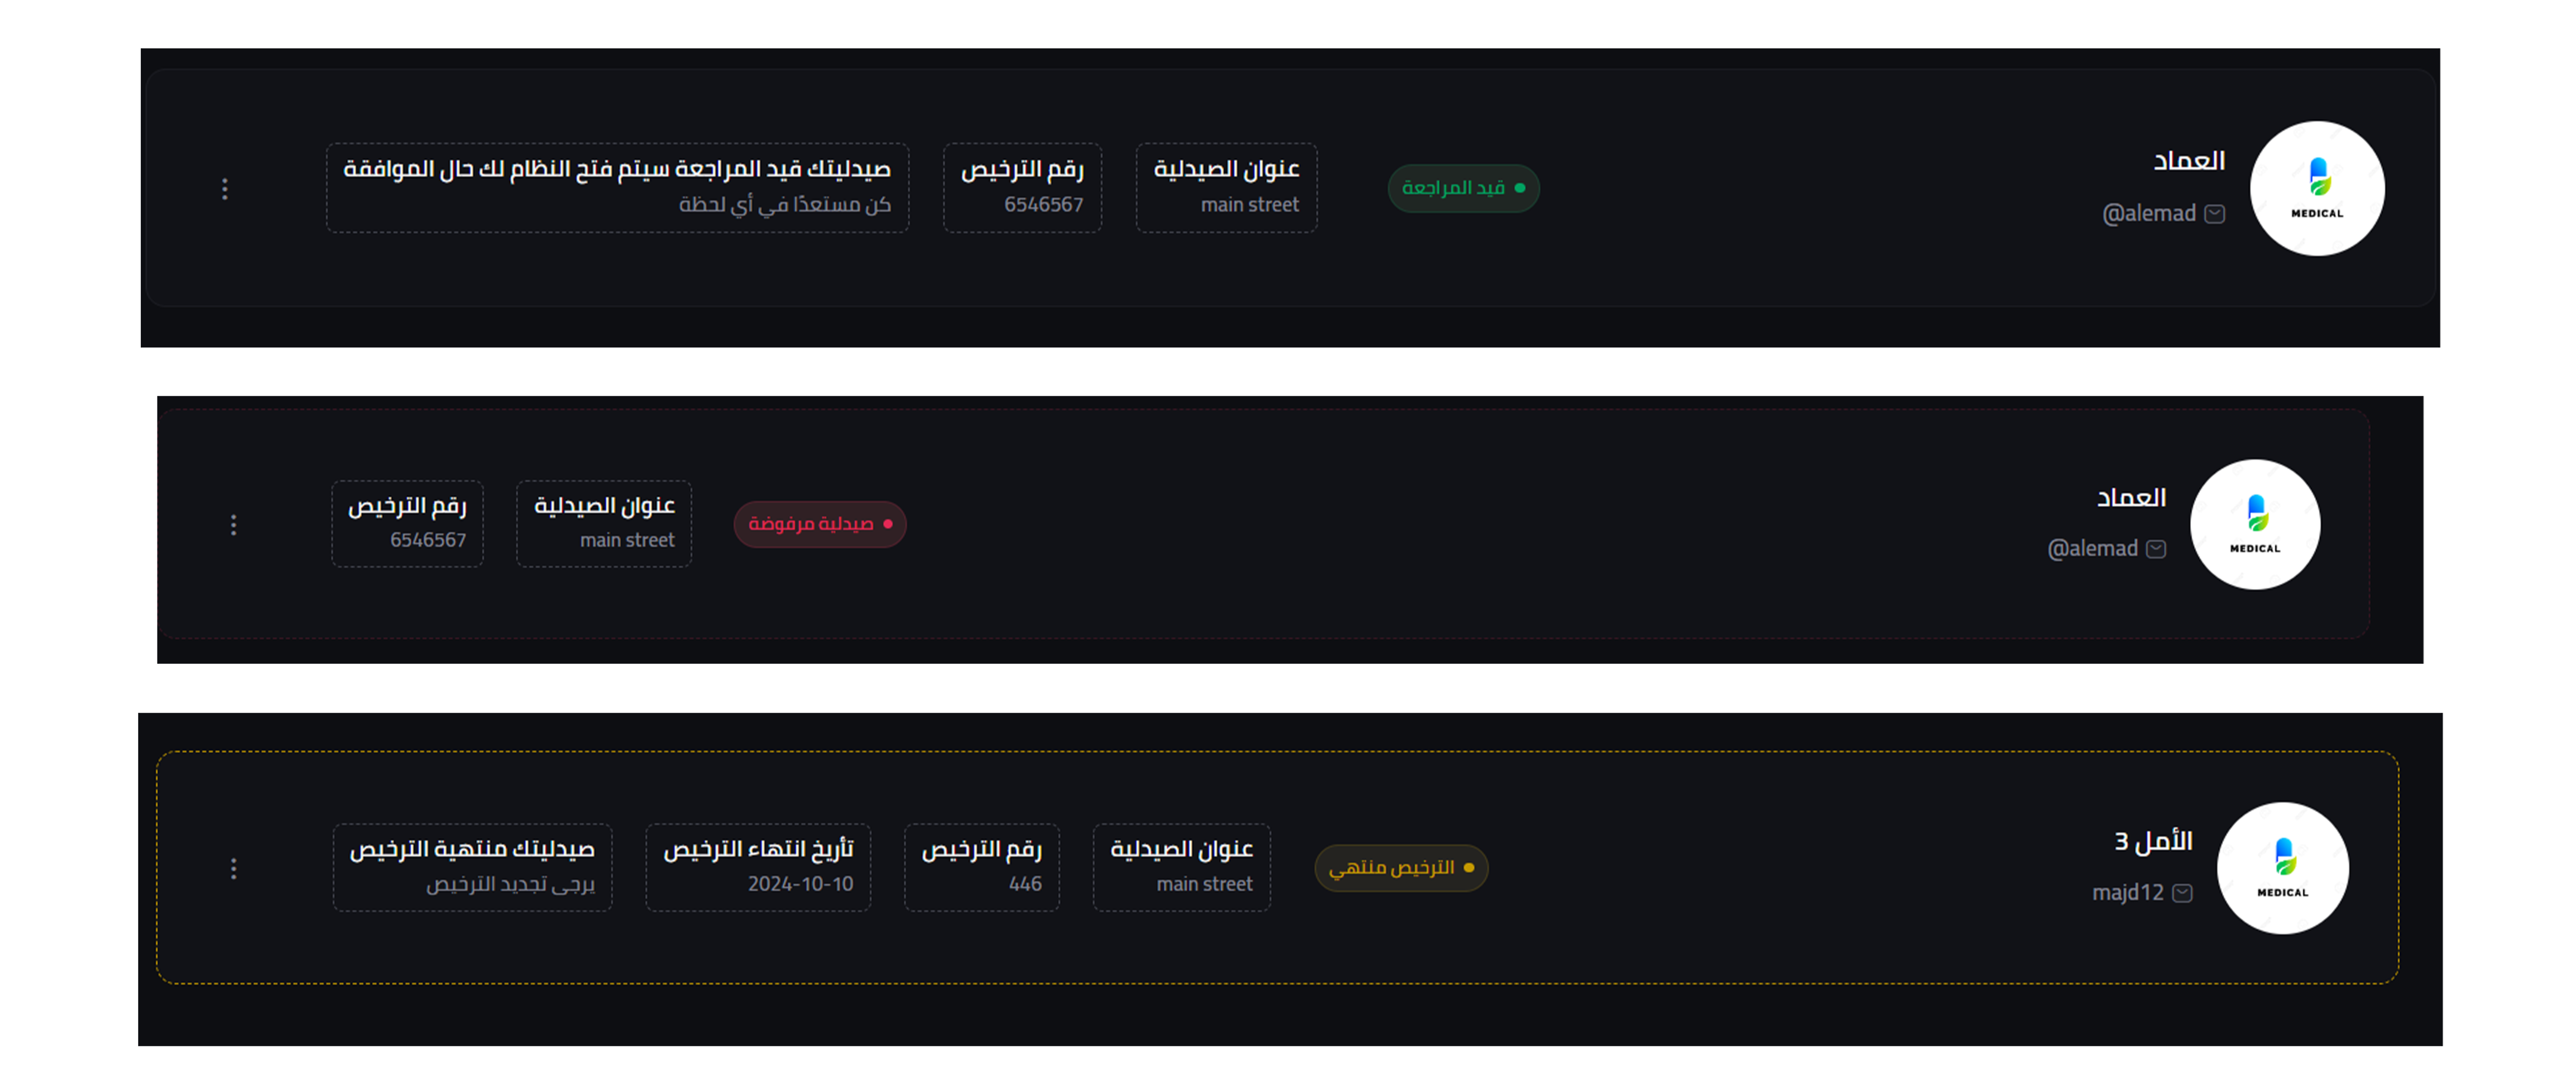 MEDICAL
العماد
@alemad
قيد المراجعة
عنوان الصيدلية
main street
رقم الترخيص
6546567
صيدليتك قيد المراجعة سيتم فتح النظام لك حال الموافقة
كن مستعدًا في أي لحظة
MEDICAL
العماد
@alemad
صيدلية مرفوضة
عنوان الصيدلية
main street
رقم الترخيص
6546567
MEDICAL
الأمل 3
majd12
الترخيص منتهي
عنوان الصيدلية
main street
رقم الترخيص
446
تأريخ انتهاء الترخيص
2024-10-10
صيدليتك منتهية الترخيص
يرجى تجديد الترخيص